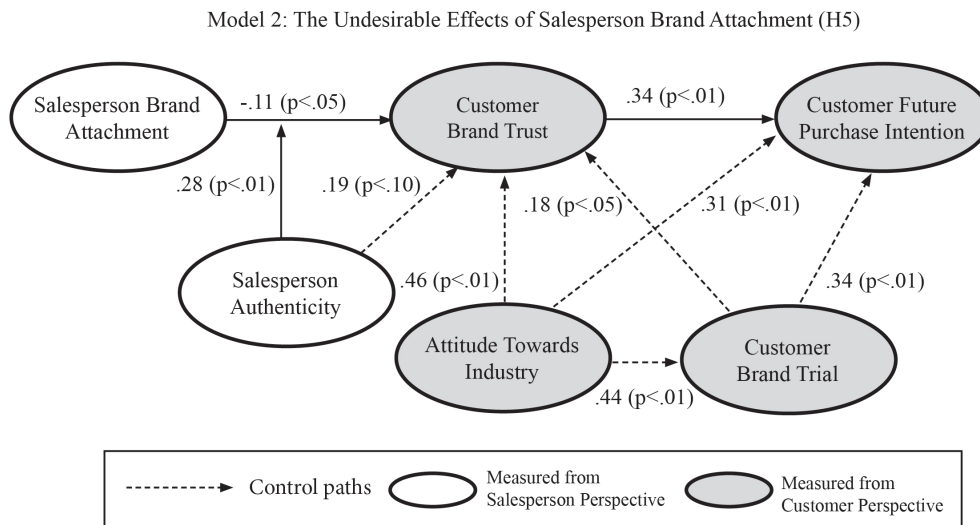 Model 2: The Undesirable Effects of Salesperson Brand Attachment (H5)
Salesperson Brand
Attachment
-.11 (p<.05)
Customer
Brand Trust
.34 (p<.01)
Customer Future
Purchase Intention
.28 (p<.01)
.19 (p<.10)
.18 (p<.05)
.31 (p<.01)
Salesperson
Authenticity
.46 (p<.01)
.34 (p<.01)
Attitude Towards
Industry
Customer
Brand Trial
.44 (p<.01)
Control paths
Measured from
Salesperson Perspective
Measured from
Customer Perspective